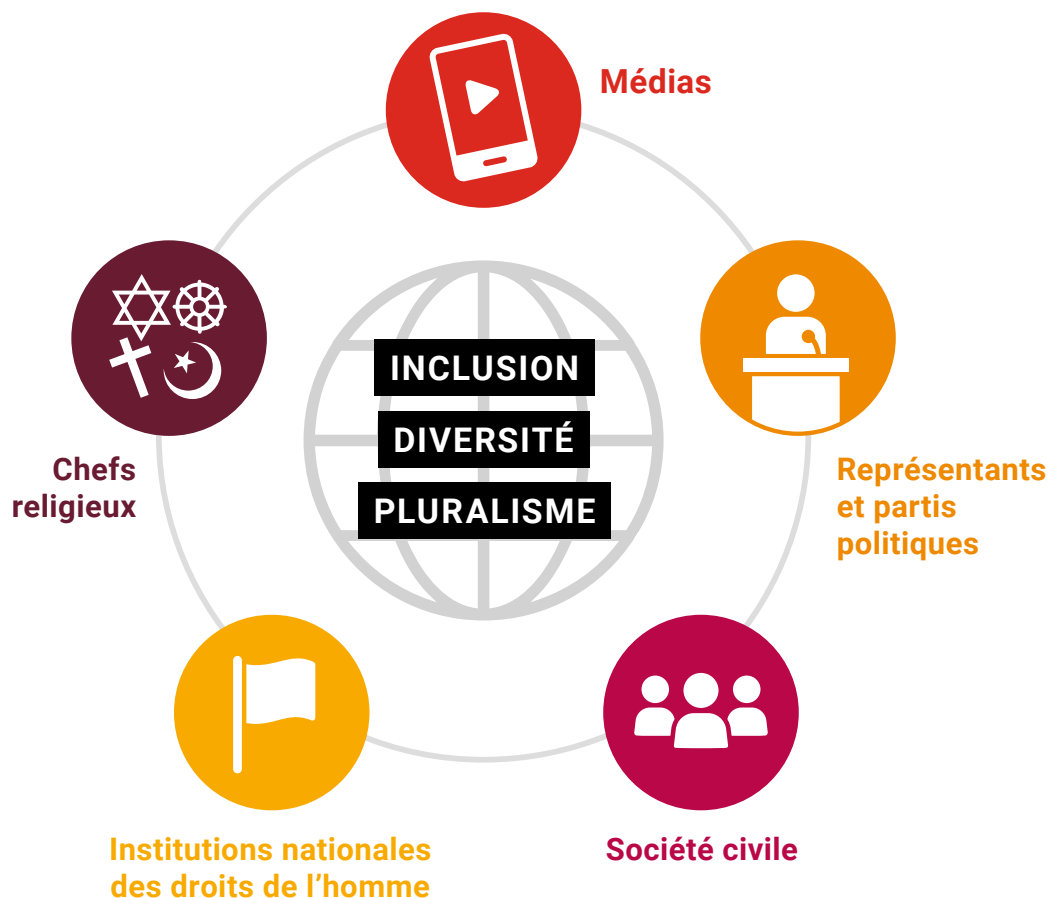 Médias
INCLUSION
DIVERSITÉ
PLURALISME
Chefs
religieux
Représentants
et partis
politiques
Institutions nationales
des droits de l’homme
Société civile